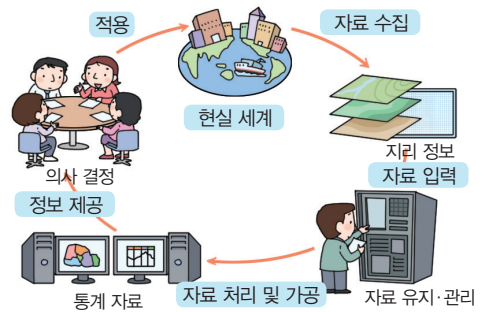 적용
자료 수집
현실 세계
지리 정보
의사 결정
자료 입력
정보 제공
통계 자료
자료 처리 및 가공
자료 유지·관리